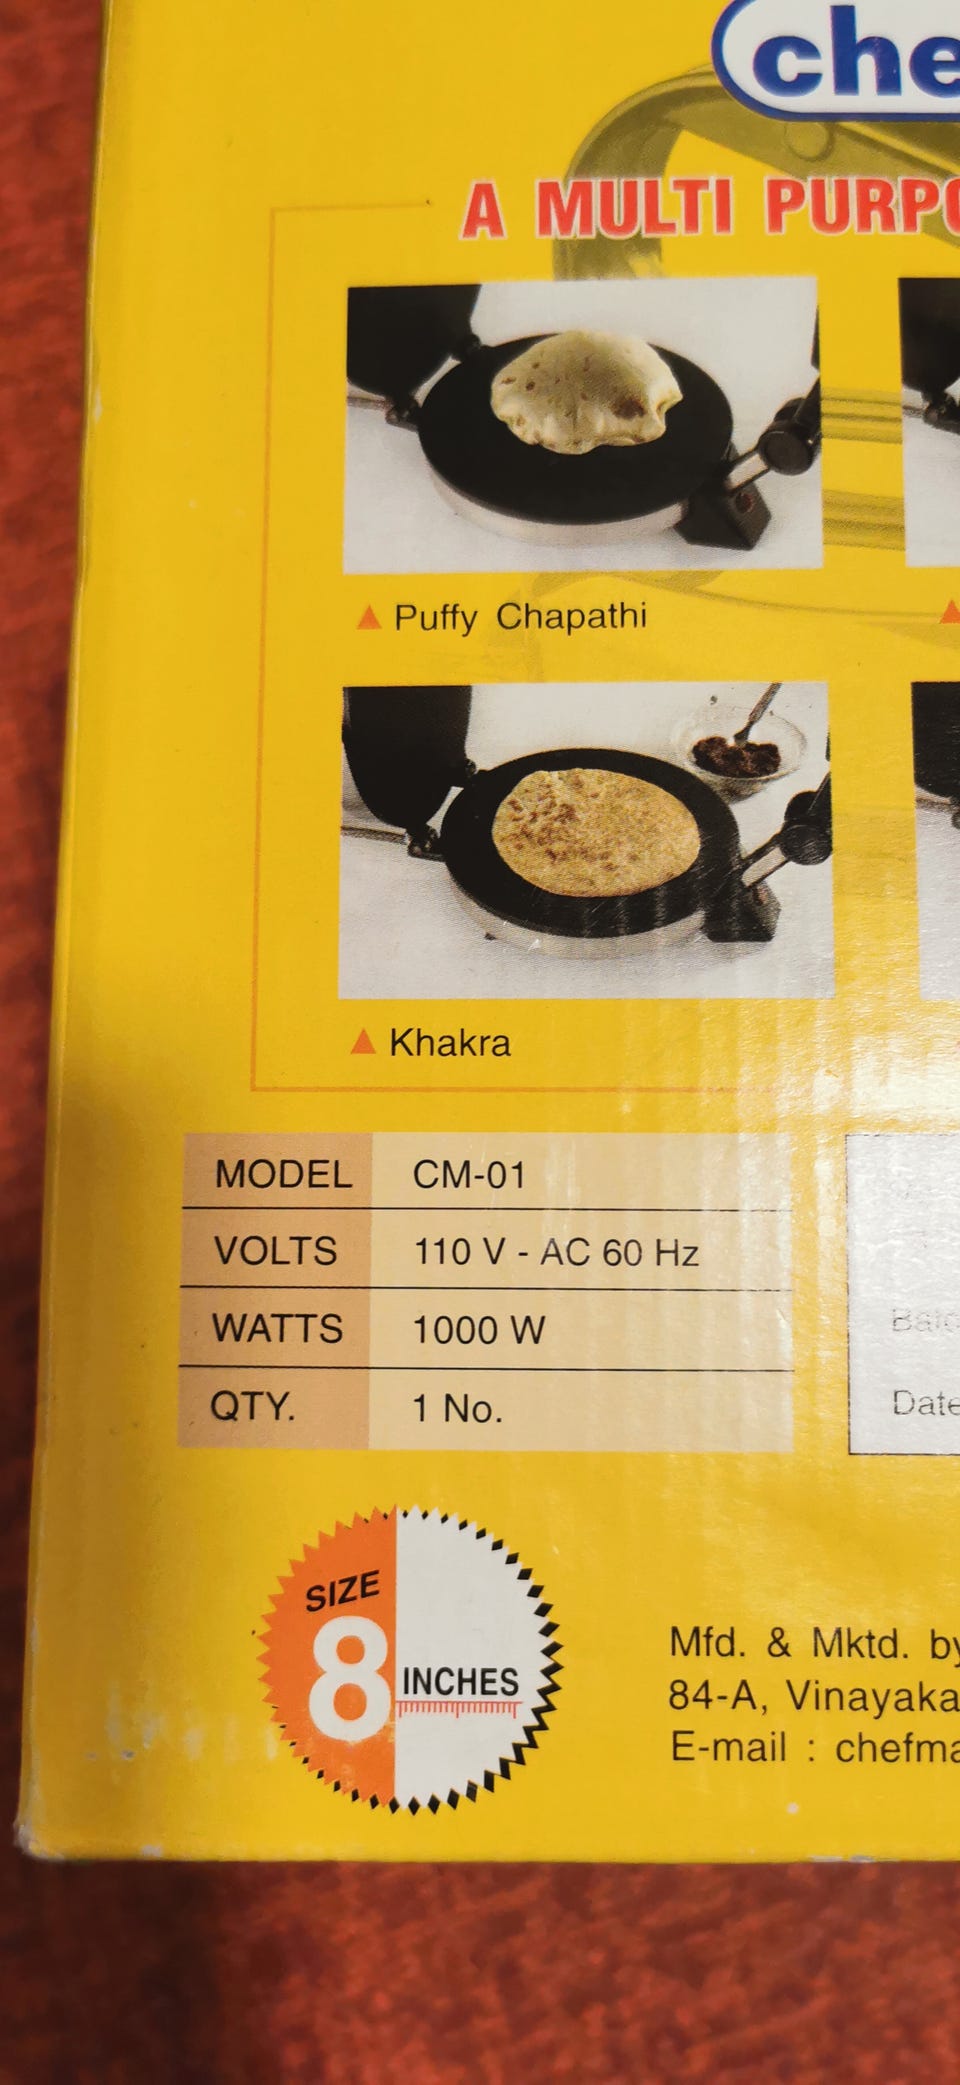 che
A MULTI PURPO
Puffy Chapathi
Khakra
MODEL CM-01
VOLTS 110 V - AC 60 Hz
WATTS 1000 W
QTY. 1 No.
Date
SIZE
8
INCHES
Mfd. & Mktd. by
84-A, Vinayaka
E-mail : chefma